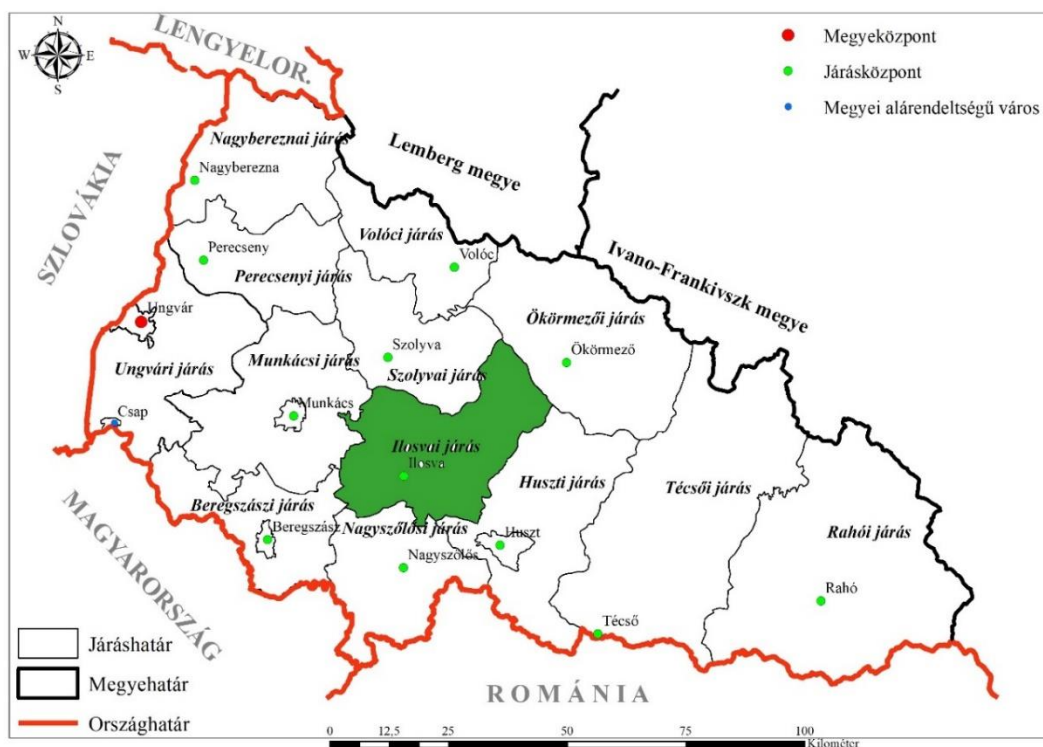 N
W E
S
LENGYELOR.
Megyeközpont
Járásközpont
Megyei alárendeltségű város
Nagybereznai járás
Nagyberezna
Lemberg megye
SZLOVÁKIA
Volóci járás
Perecseny
Volóc
Perecsenyi járás
Ivano-Frankivszk megye
Ungvár
Ökörmezői járás
Szolyva
Munkácsi járás
Ökörmező
Ungvári járás
Szolyvai járás
Munkács
Csap
Ilosvai járás
Ilosva
Huszti járás
Técsői járás
Beregszászi járás
Nagyszőlősi járás
Rahói járás
Beregszász
Huszt
MAGYARORSZÁG
Nagyszőlős
Rahó
Técső
Járáshatár
Megyehatár
ROMÁNIA
Országhatár
0 12,5 25 50 75 100
Kilométer